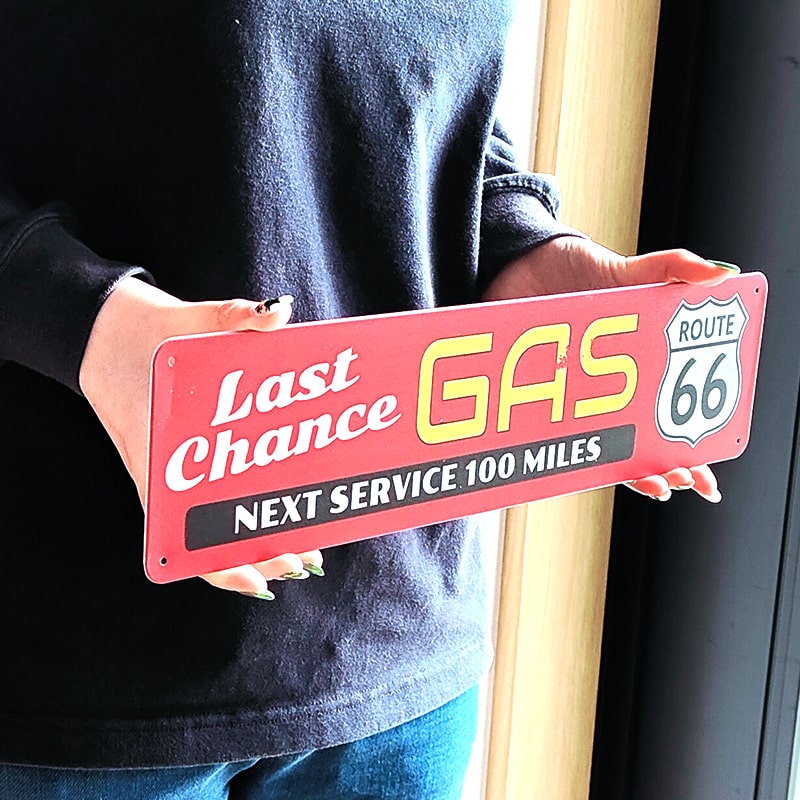 Last
Chance
GAS
NEXT SERVICE 100 MILES
ROUTE
66